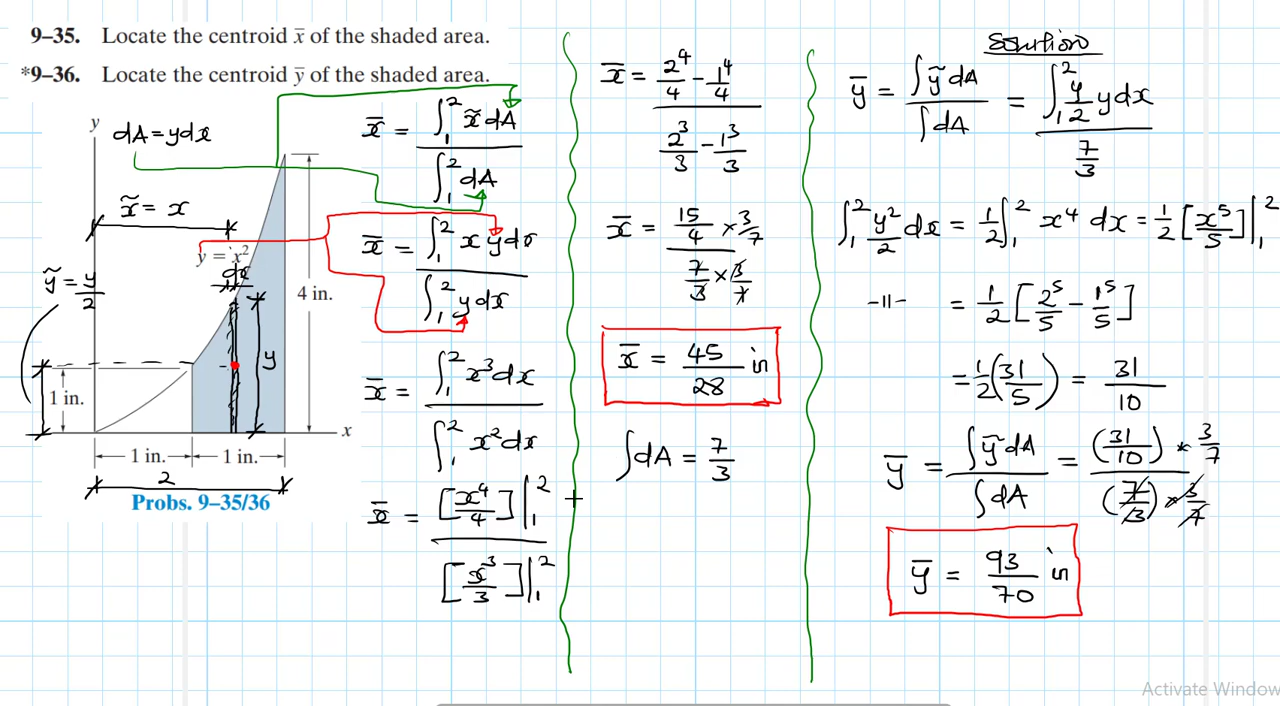 9–35. Locate the centroid x̄ of the shaded area.
*9–36. Locate the centroid ȳ of the shaded area.
y
dA = ydx
x̃ = x
y = x²
dx
ỹ = y/2
4 in.
y
1 in.
x
1 in. 1 in.
2
Probs. 9–35/36
x̄ = ∫₁² x̃ dA / ∫₁² dA
x̄ = ∫₁² x y dx / ∫₁² y dx
x̄ = ∫₁² x³ dx / ∫₁² x² dx
x̄ = [x⁴/4]|₁² / [x³/3]|₁²
x̄ = (2⁴/4 - 1⁴/4) / (2³/3 - 1³/3)
x̄ = (15/4 × 3/7) / (7/3 × 3/7)
x̄ = 45/28 in
∫dA = 7/3
Solution
ȳ = ∫ỹ dA / ∫dA = ∫₁² y/2 y dx / (7/3)
∫₁² y²/2 dx = 1/2 ∫₁² x⁴ dx = 1/2 [x⁵/5]|₁²
-11- = 1/2 [2⁵/5 - 1⁵/5]
= 1/2 (31/5) = 31/10
ȳ = ∫ȳ dA / ∫dA = (31/10) * 3/7 / (7/3) * 3/7
ȳ = 93/70 in
Activate Window